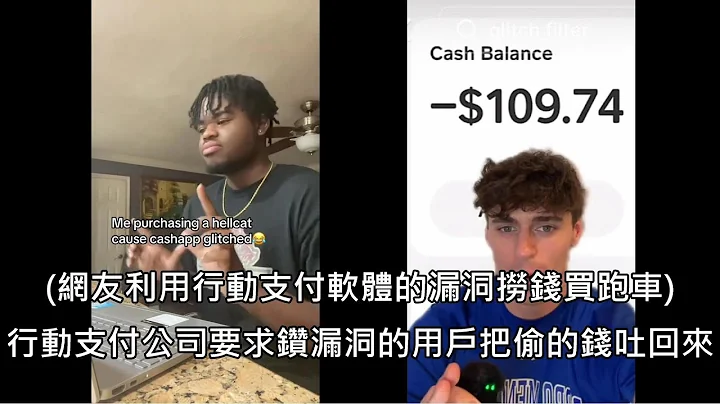 glitch filter
Cash Balance
−$109.74
Me purchasing a hellcat
cause cashapp glitched😂
(網友利用行動支付軟體的漏洞撈錢買跑車)
行動支付公司要求鑽漏洞的用戶把偷的錢吐回來